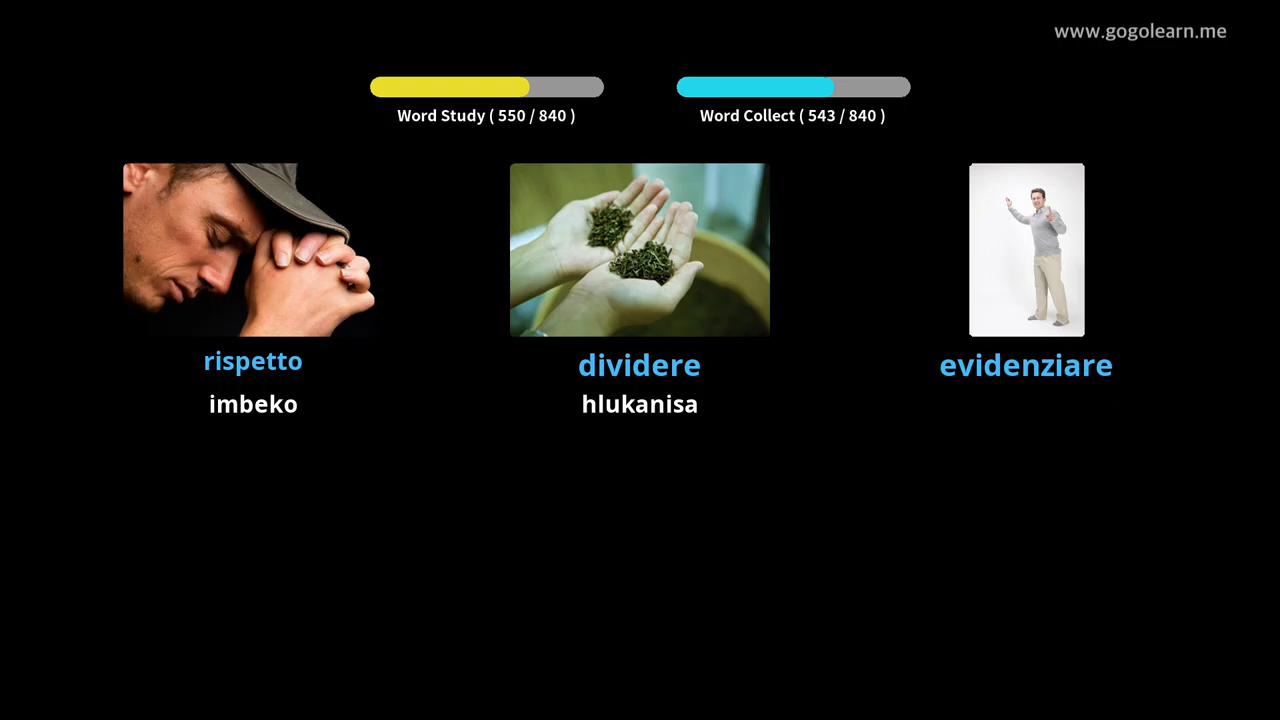 www.gogolearn.me
Word Study ( 550 / 840 )
Word Collect ( 543 / 840 )
rispetto
dividere
evidenziare
imbeko
hlukanisa